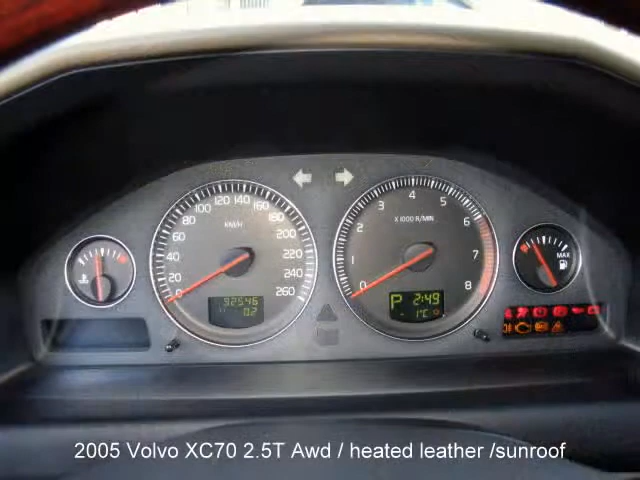 0 20 40 60 80 100 120 140 160 180 200 220 240 260
KM/H
92546
0.2
0 1 2 3 4 5 6 7 8
X 1000 R/MIN
P 2:49
- 1°C
MAX
2005 Volvo XC70 2.5T Awd / heated leather /sunroof